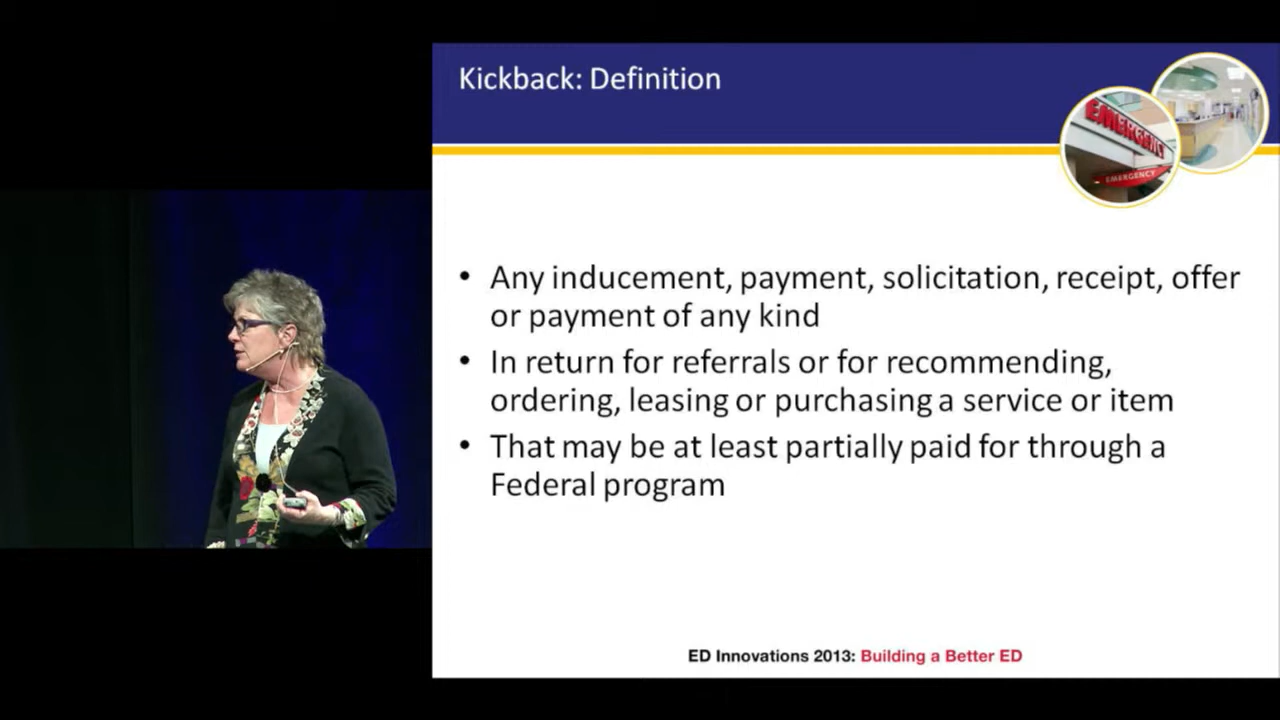 Kickback: Definition
EMERGENCY
EMERGENCY
• Any inducement, payment, solicitation, receipt, offer
or payment of any kind
• In return for referrals or for recommending,
ordering, leasing or purchasing a service or item
• That may be at least partially paid for through a
Federal program
ED Innovations 2013: Building a Better ED